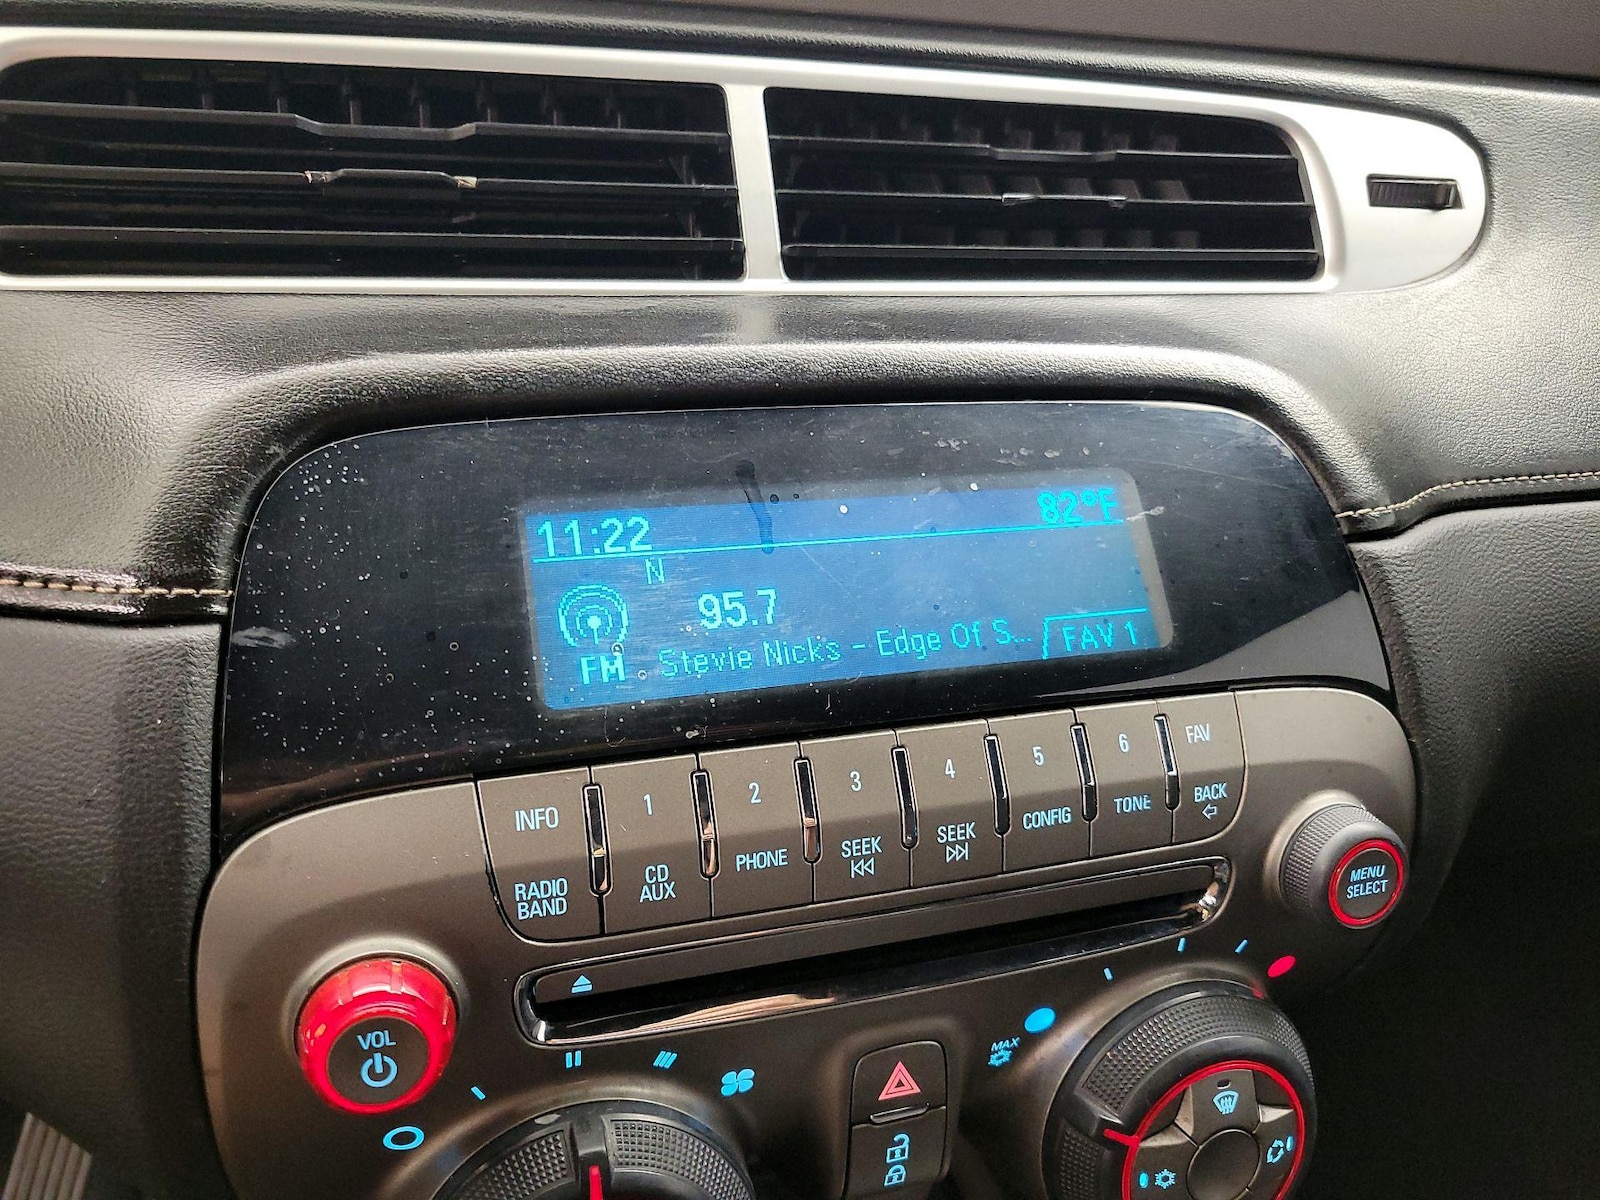 11:22 82°F
N
95.7
FM Stevie Nicks - Edge Of S... FAV 1
INFO 1 2 3 4 5 6 FAV
RADIO BAND CD AUX PHONE SEEK SEEK CONFIG TONE BACK
MENU
SELECT
VOL
MAX